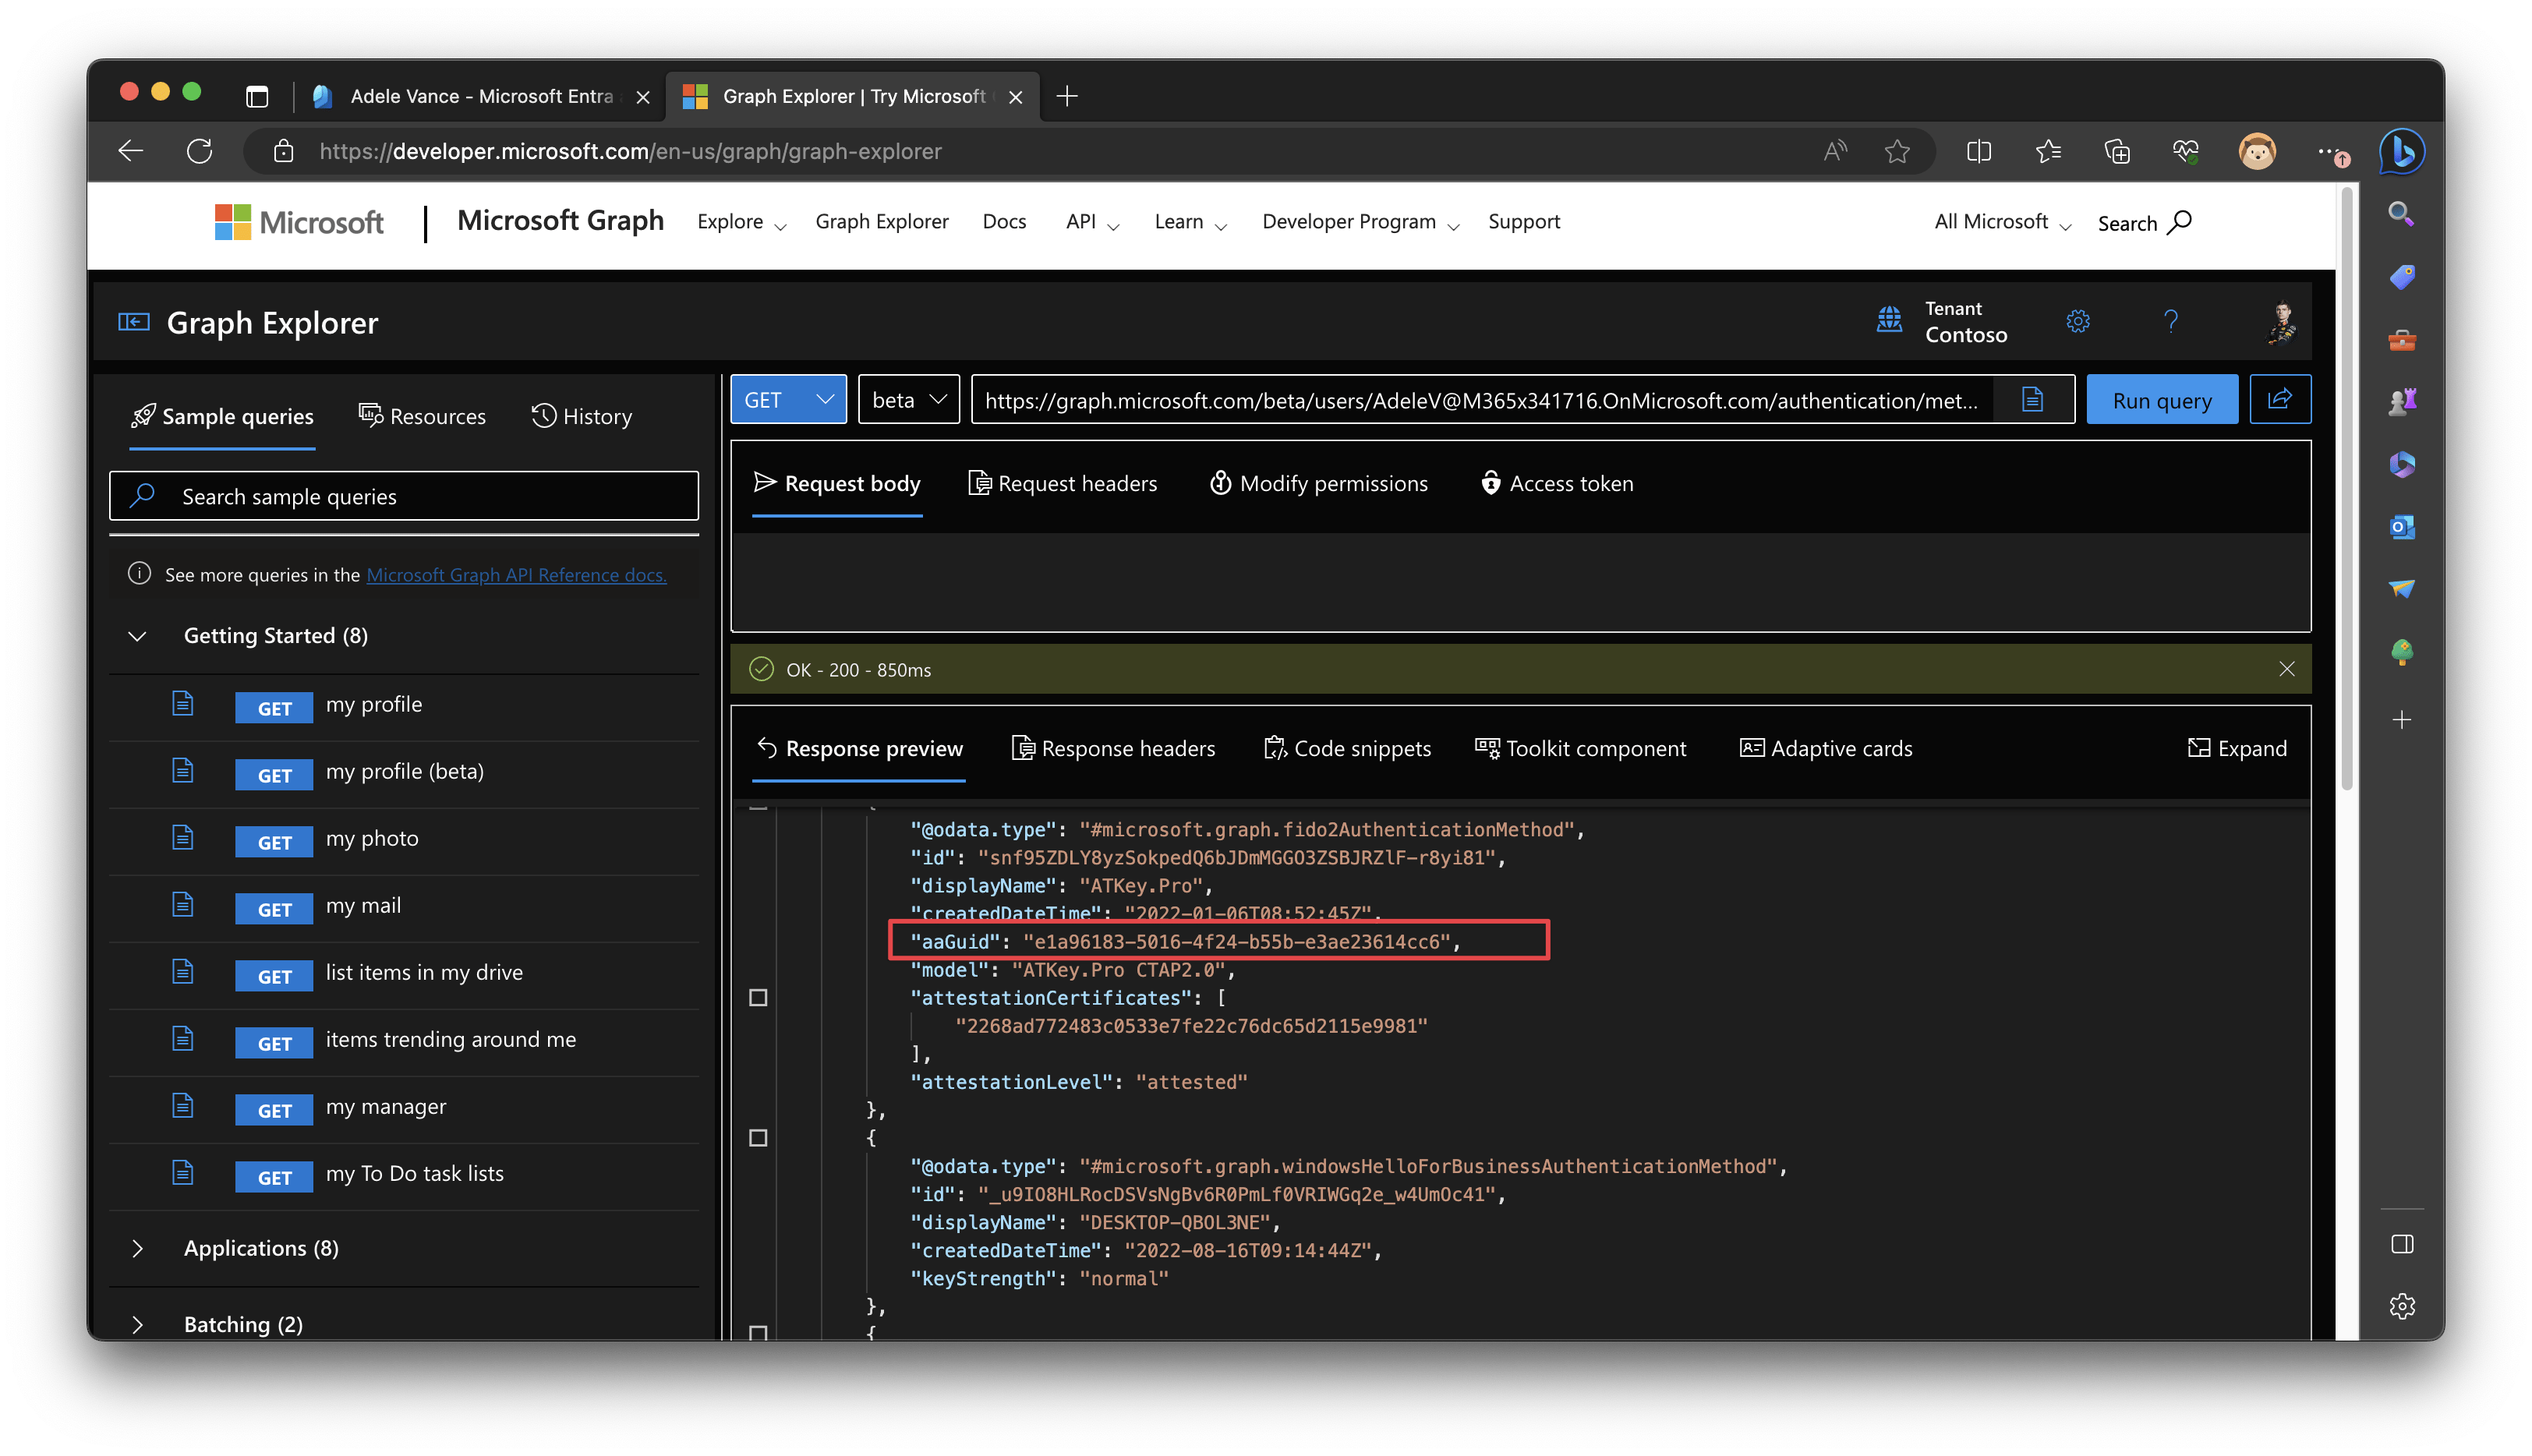 Adele Vance - Microsoft Entra
Graph Explorer | Try Microsoft
https://developer.microsoft.com/en-us/graph/graph-explorer
Microsoft
Microsoft Graph
Explore
Graph Explorer
Docs
API
Learn
Developer Program
Support
All Microsoft
Search
Graph Explorer
Tenant
Contoso
Sample queries
Resources
History
Search sample queries
See more queries in the Microsoft Graph API Reference docs.
Getting Started (8)
GET my profile
GET my profile (beta)
GET my photo
GET my mail
GET list items in my drive
GET items trending around me
GET my manager
GET my To Do task lists
Applications (8)
Batching (2)
GET
beta
https://graph.microsoft.com/beta/users/AdeleV@M365x341716.OnMicrosoft.com/authentication/met...
Run query
Request body
Request headers
Modify permissions
Access token
OK - 200 - 850ms
Response preview
Response headers
Code snippets
Toolkit component
Adaptive cards
Expand
{
"@odata.type": "#microsoft.graph.fido2AuthenticationMethod",
"id": "snf95ZDLY8yzSokpedQ6bJDmMGGO3ZSBJRZlF-r8yi81",
"displayName": "ATKey.Pro",
"createdDateTime": "2022-01-06T08:52:45Z",
"aaGuid": "e1a96183-5016-4f24-b55b-e3ae23614cc6",
"model": "ATKey.Pro CTAP2.0",
"attestationCertificates": [
"2268ad772483c0533e7fe22c76dc65d2115e9981"
],
"attestationLevel": "attested"
},
{
"@odata.type": "#microsoft.graph.windowsHelloForBusinessAuthenticationMethod",
"id": "_u9IO8HLRocDSVsNgBv6R0PmLf0VRIWGq2e_w4UmOc41",
"displayName": "DESKTOP-QBOL3NE",
"createdDateTime": "2022-08-16T09:14:44Z",
"keyStrength": "normal"
},
{